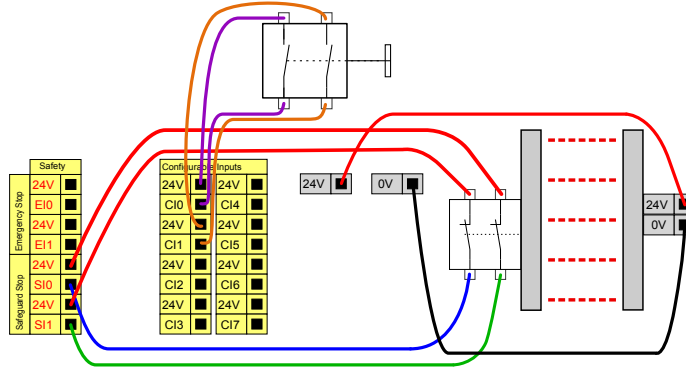 Safety
Emergency Stop
24V
EI0
24V
EI1
Safeguard Stop
24V
SI0
24V
SI1
Configurable Inputs
24V 24V
CI0 CI4
24V 24V
CI1 CI5
24V 24V
CI2 CI6
24V 24V
CI3 CI7
24V
0V
24V
0V